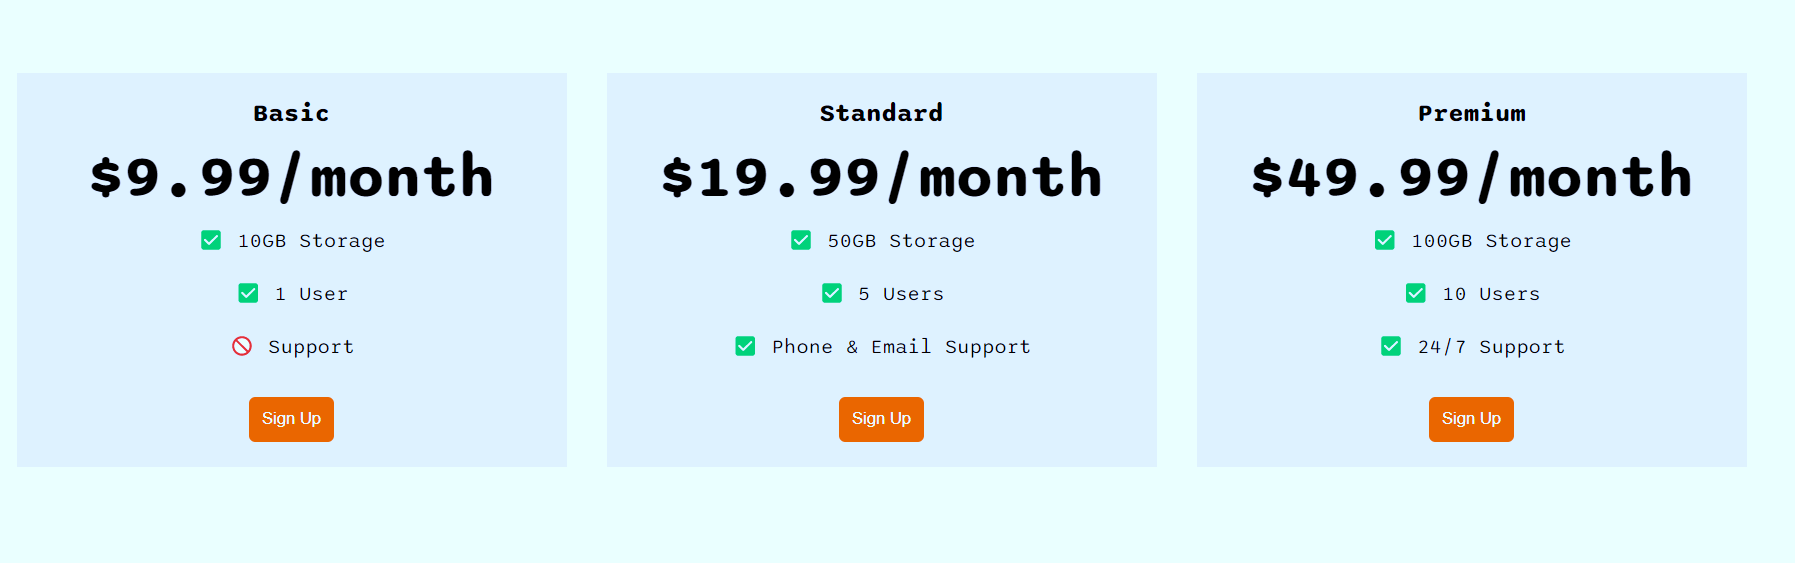 Basic
$9.99/month
10GB Storage
1 User
Support
Sign Up
Standard
$19.99/month
50GB Storage
5 Users
Phone & Email Support
Sign Up
Premium
$49.99/month
100GB Storage
10 Users
24/7 Support
Sign Up